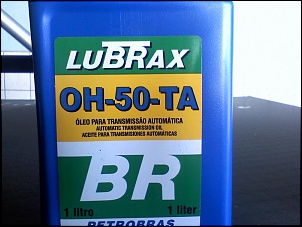 LUBRAX
OH-50-TA
ÓLEO PARA TRANSMISSÃO AUTOMÁTICA
AUTOMATIC TRANSMISSION OIL
ACEITE PARA TRANSMISIONES AUTOMÁTICAS
BR
1 litro 1 liter
PETROBRAS